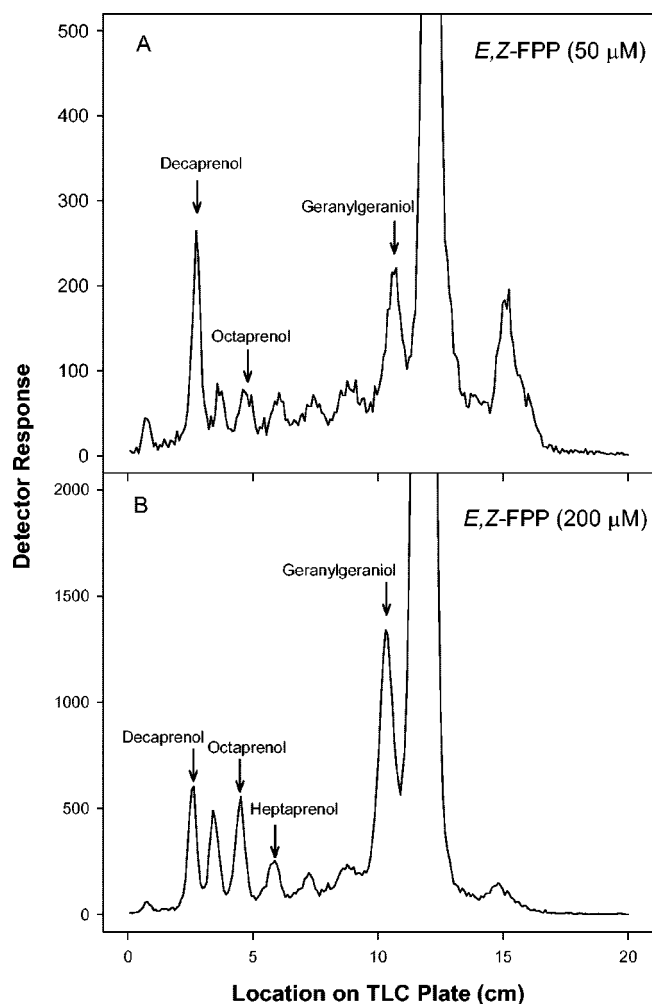 A
E,Z-FPP (50 μM)
500
400
300
200
100
0
Decaprenol
Geranylgeraniol
Octaprenol
Detector Response
B
E,Z-FPP (200 μM)
2000
1500
1000
500
0
Geranylgeraniol
Decaprenol
Octaprenol
Heptaprenol
0 5 10 15 20
Location on TLC Plate (cm)